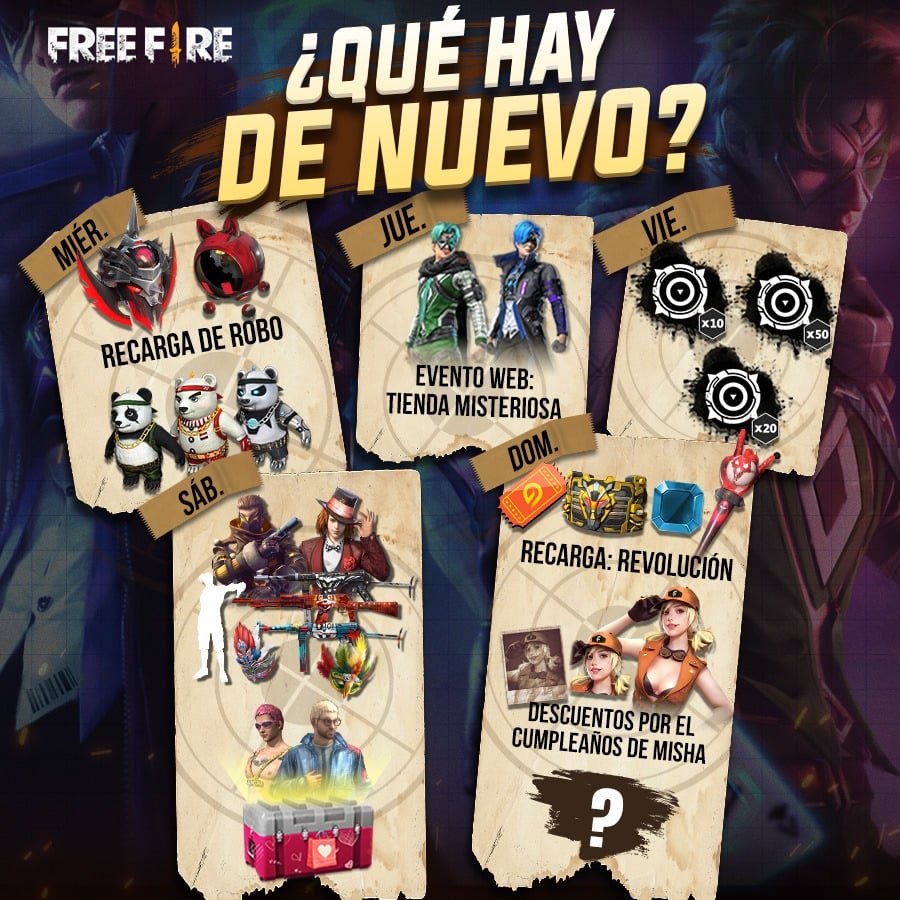 FREE FIRE
¿QUÉ HAY
DE NUEVO?
MIÉR.
RECARGA DE ROBO
JUE.
EVENTO WEB:
TIENDA MISTERIOSA
VIE.
x10
x50
x20
SÁB.
DOM.
RECARGA: REVOLUCIÓN
DESCUENTOS POR EL
CUMPLEAÑOS DE MISHA
?